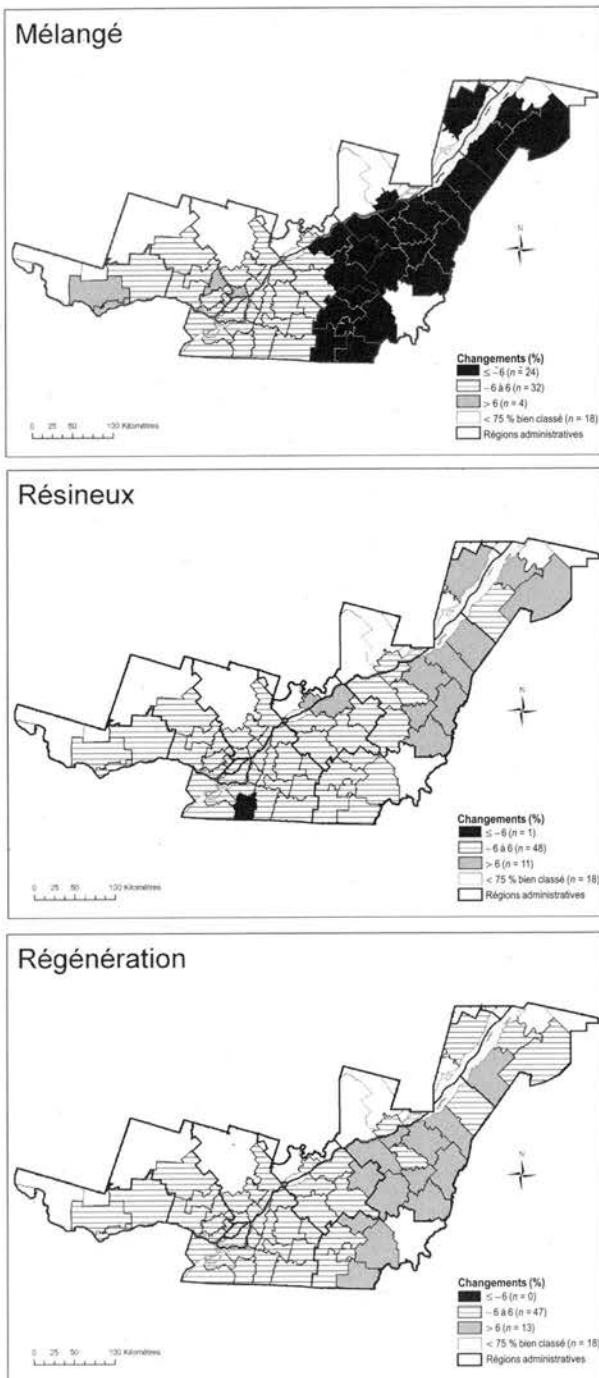 Mélangé
N
Changements (%)
≤ −6 (n = 24)
−6 à 6 (n = 32)
> 6 (n = 4)
< 75 % bien classé (n = 18)
Régions administratives
0 25 50 100 Kilomètres
Résineux
N
Changements (%)
≤ −6 (n = 1)
−6 à 6 (n = 48)
> 6 (n = 11)
< 75 % bien classé (n = 18)
Régions administratives
0 25 50 100 Kilomètres
Régénération
N
Changements (%)
≤ −6 (n = 0)
−6 à 6 (n = 47)
> 6 (n = 13)
< 75 % bien classé (n = 18)
Régions administratives
0 25 50 100 Kilomètres